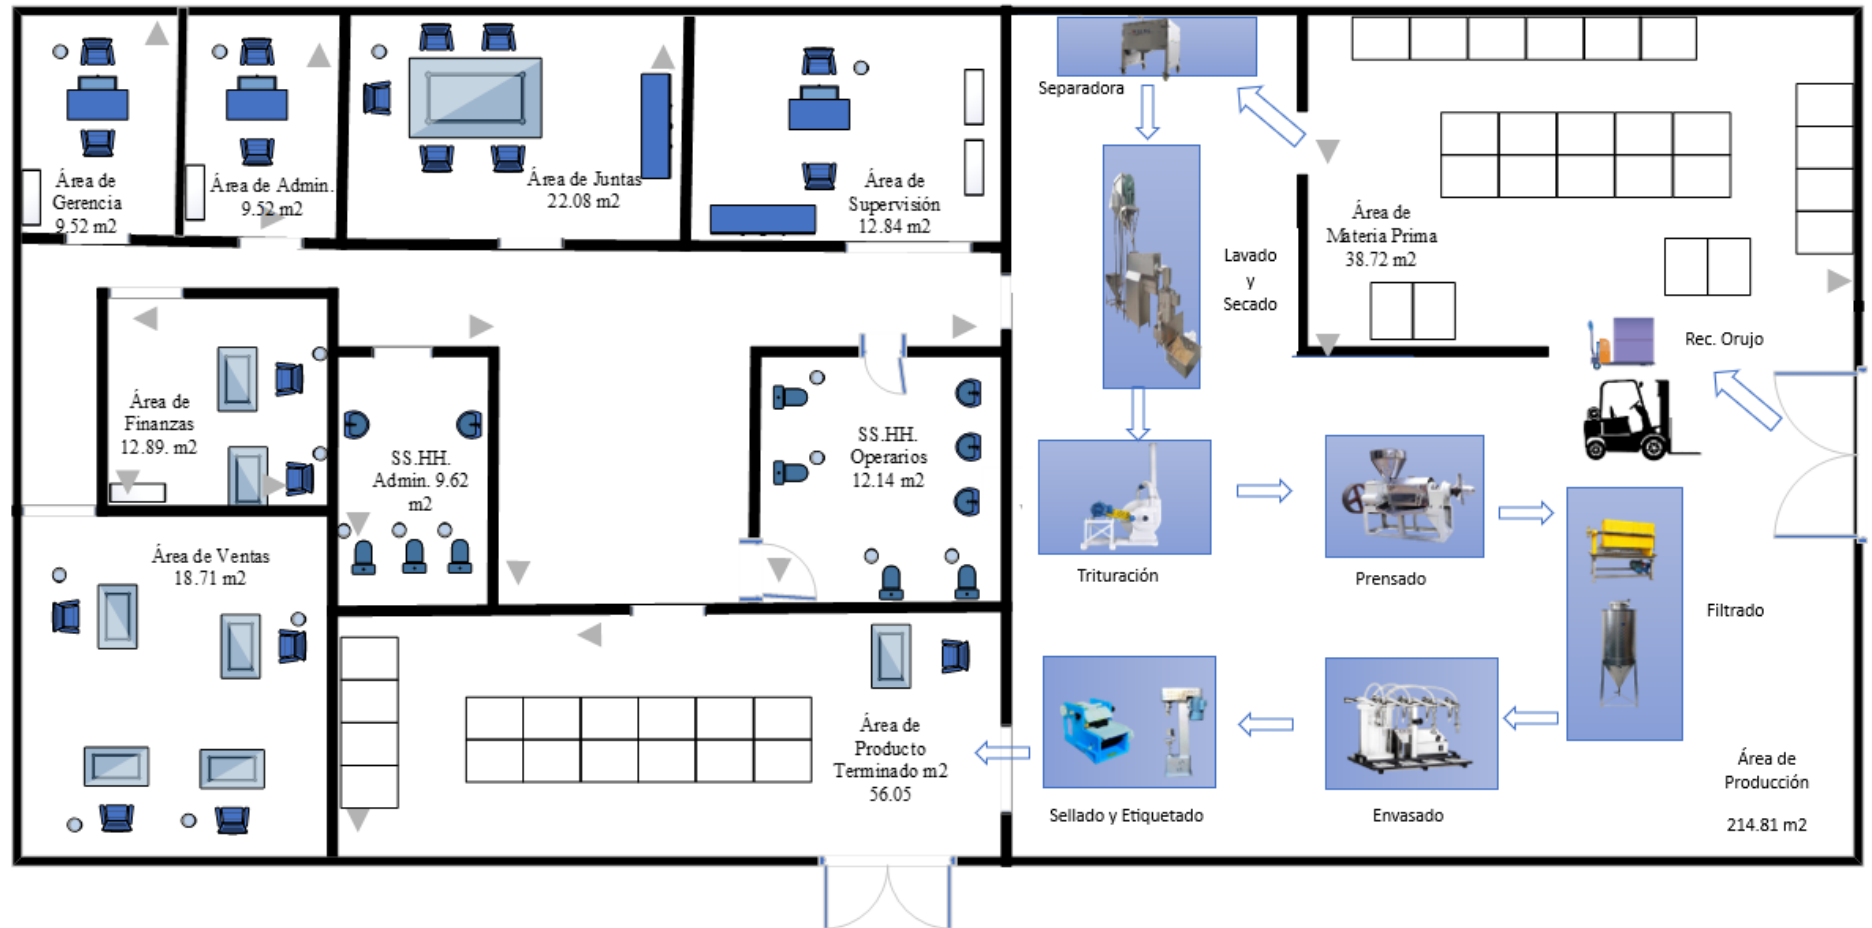 Área de
Gerencia
9.52 m2
Área de Admin.
9.52 m2
Área de Juntas
22.08 m2
Área de
Supervisión
12.84 m2
Separadora
Lavado
y
Secado
Área de
Materia Prima
38.72 m2
Rec. Orujo
Área de
Finanzas
12.89. m2
SS.HH.
Admin. 9.62
m2
SS.HH.
Operarios
12.14 m2
Trituración
Prensado
Filtrado
Área de Ventas
18.71 m2
Área de
Producto
Terminado m2
56.05
Sellado y Etiquetado
Envasado
Área de
Producción
214.81 m2